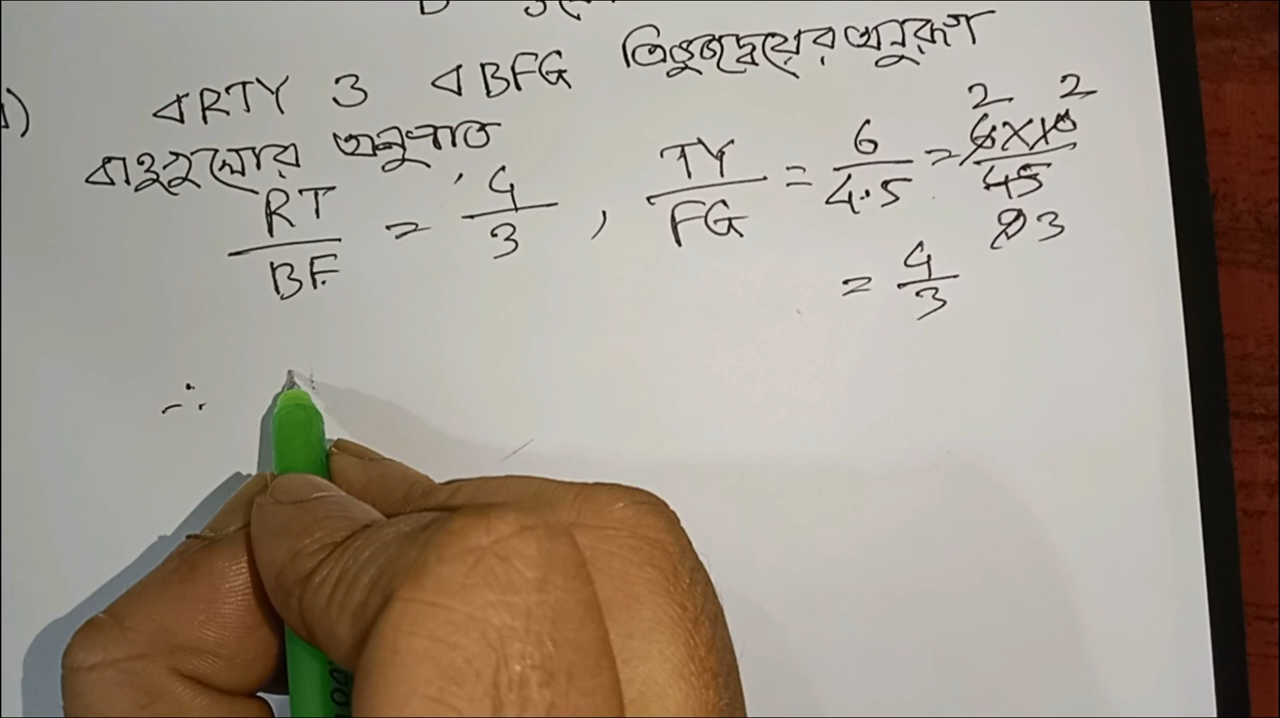 △RTY ও △BFG ত্রিভুজদ্বয়ের অনুরূপ
বাহুগুলোর অনুপাত
RT/BF = 4/3 , TY/FG = 6/4.5 = 6×10/45
= 4/3
∴